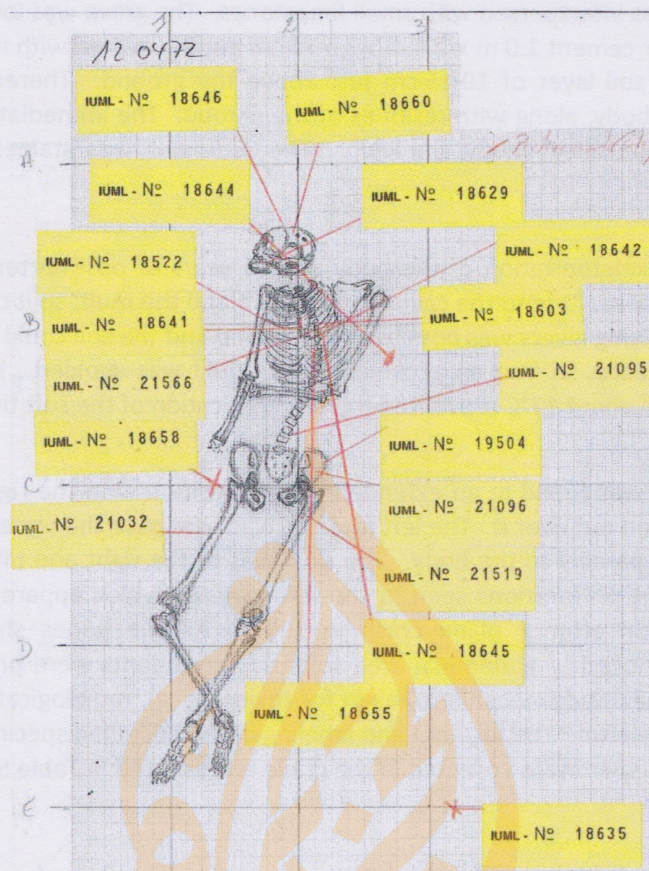 1 2 3
12 0472
IUML - Nº 18646
IUML - Nº 18660
A
IUML - Nº 18644
IUML - Nº 18629
IUML - Nº 18522
IUML - Nº 18642
B
IUML - Nº 18641
IUML - Nº 18603
IUML - Nº 21566
IUML - Nº 21095
IUML - Nº 18658
IUML - Nº 19504
C
IUML - Nº 21032
IUML - Nº 21096
IUML - Nº 21519
D
IUML - Nº 18645
IUML - Nº 18655
E
IUML - Nº 18635